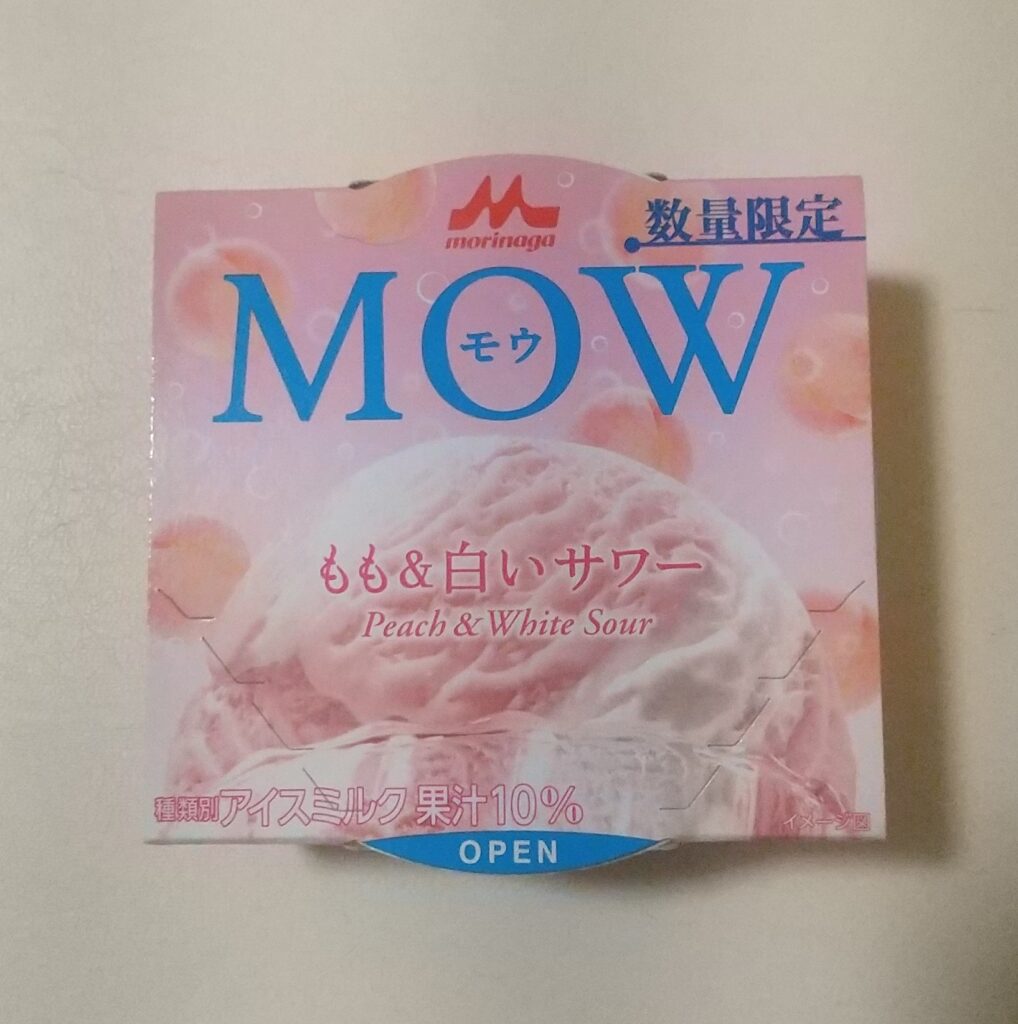 morinaga
数量限定
MOW
モウ
もも&白いサワー
Peach & White Sour
種類別アイスミルク 果汁10%
イメージ図
OPEN